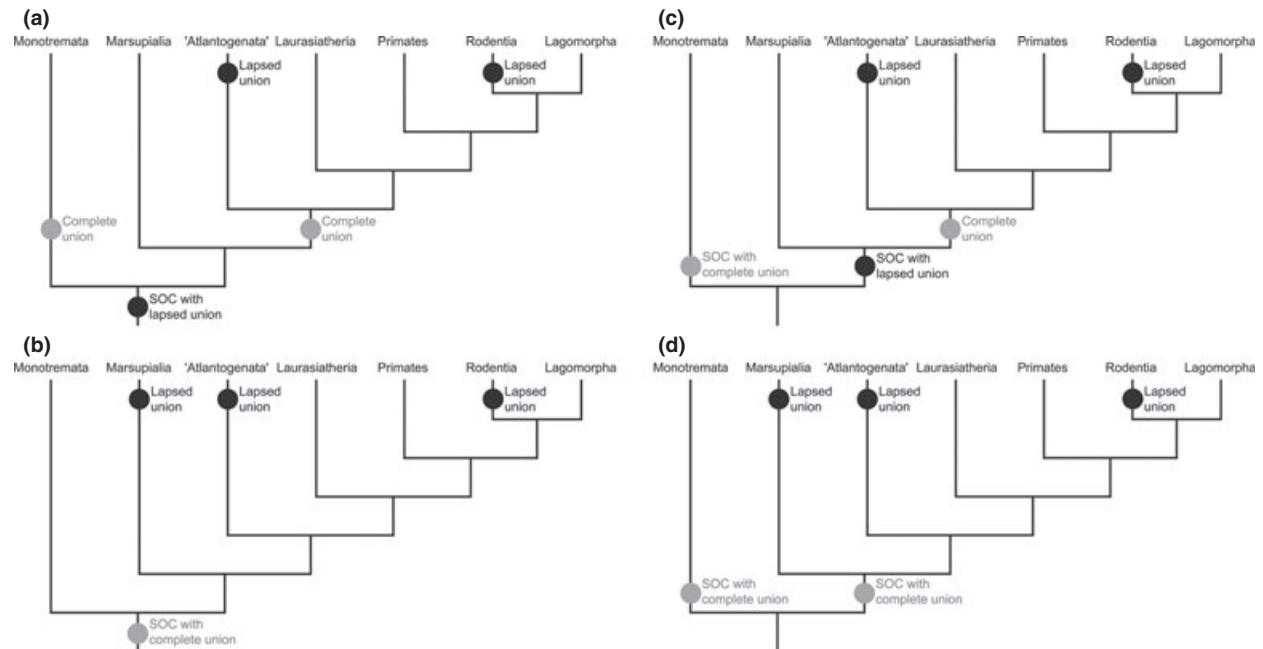 (a)
Monotremata Marsupialia 'Atlantogenata' Laurasiatheria Primates Rodentia Lagomorpha
Lapsed
union
Lapsed
union
Complete
union
Complete
union
SOC with
lapsed union
(b)
Monotremata Marsupialia 'Atlantogenata' Laurasiatheria Primates Rodentia Lagomorpha
Lapsed
union
Lapsed
union
Lapsed
union
SOC with
complete union
(c)
Monotremata Marsupialia 'Atlantogenata' Laurasiatheria Primates Rodentia Lagomorpha
Lapsed
union
Lapsed
union
Complete
union
SOC with
complete union
SOC with
lapsed union
(d)
Monotremata Marsupialia 'Atlantogenata' Laurasiatheria Primates Rodentia Lagomorpha
Lapsed
union
Lapsed
union
Lapsed
union
SOC with
complete union
SOC with
complete union